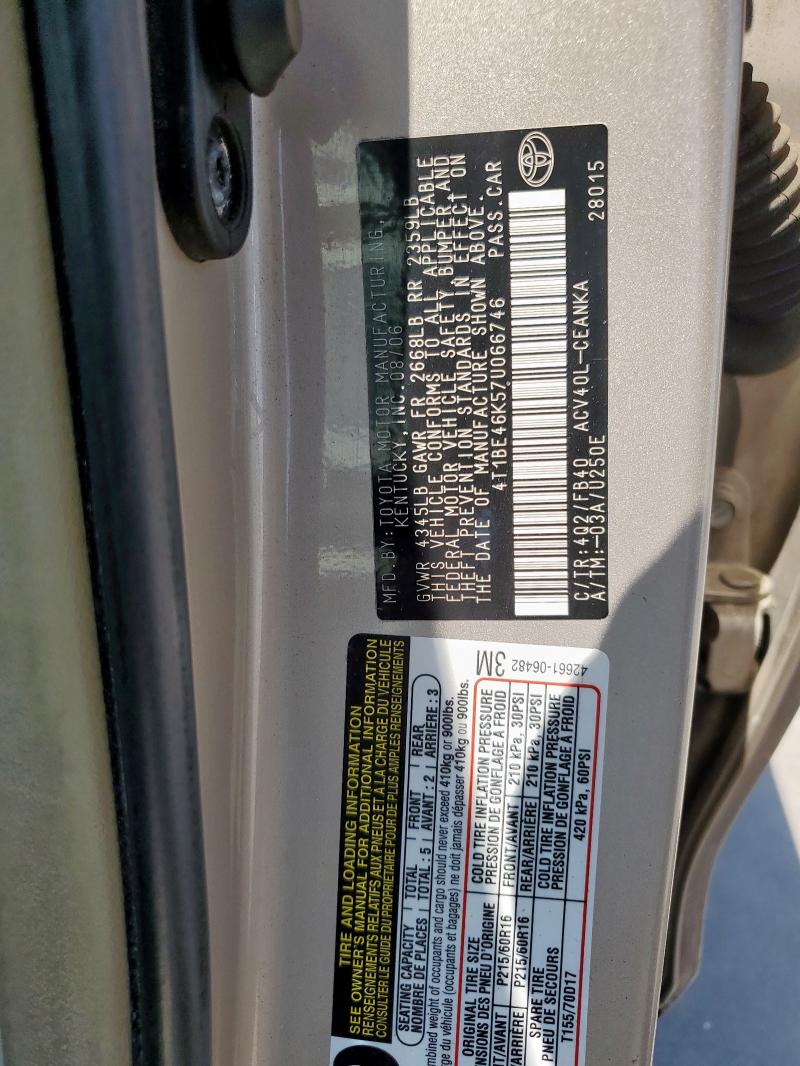 MFD.BY:TOYOTA MOTOR MANUFACTURING,
KENTUCKY, INC. 08/06
GVWR 4345LB GAWR FR 2668LB RR 2359LB
THIS VEHICLE CONFORMS TO ALL APPLICABLE
FEDERAL MOTOR VEHICLE SAFETY, BUMPER, AND
THEFT PREVENTION STANDARDS IN EFFECT ON
THE DATE OF MANUFACTURE SHOWN ABOVE.
4T1BE46K57U066746 PASS.CAR
C/TR:4Q2/FB40 ACV40L-CEANKA 28015
A/TM:-03A/U250E
TIRE AND LOADING INFORMATION
SEE OWNER'S MANUAL FOR ADDITIONAL INFORMATION
RENSEIGNEMENTS RELATIFS AUX PNEUS ET A LA CHARGE DU VÉHICULE
CONSULTER LE GUIDE DU PROPRIÉTAIRE POUR DE PLUS AMPLES RENSEIGNEMENTS
SEATING CAPACITY TOTAL FRONT REAR
NOMBRE DE PLACES TOTAL : 5 AVANT : 2 ARRIÈRE : 3
weight of occupants and cargo should never exceed 410kg or 900lbs.
du véhicule (occupants et bagages) ne doit jamais dépasser 410kg ou 900lbs.
ORIGINAL TIRE SIZE COLD TIRE INFLATION PRESSURE
DES PNEU D'ORIGINE PRESSION DE GONFLAGE À FROID
P215/60R16 FRONT/AVANT 210 kPa, 30PSI
P215/60R16 REAR/ARRIÈRE 210 kPa, 30PSI
SPARE TIRE COLD TIRE INFLATION PRESSURE
PNEU DE SECOURS PRESSION DE GONFLAGE À FROID
T155/70D17 420 kPa, 60PSI
3M
42661-06482